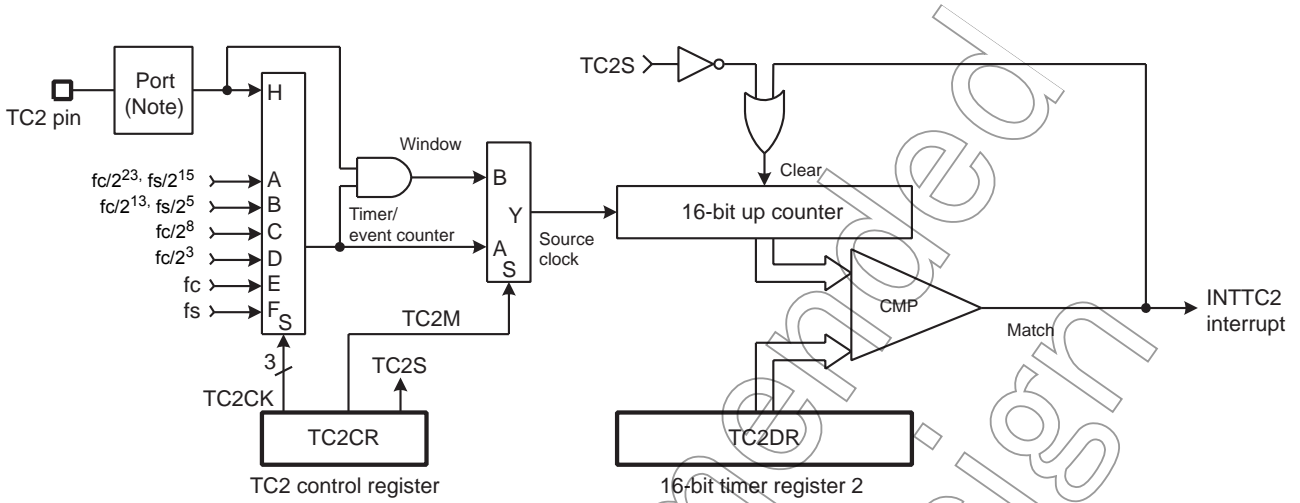 TC2 pin
Port
(Note)
H
fc/2^23, fs/2^15
A
fc/2^13, fs/2^5
B
fc/2^8
C
fc/2^3
D
fc
E
fs
F
S
3
TC2CK
Window
Timer/
event counter
B
Y
A
S
Source
clock
TC2M
TC2S
TC2CR
TC2 control register
TC2S
Clear
16-bit up counter
CMP
Match
INTTC2
interrupt
TC2DR
16-bit timer register 2